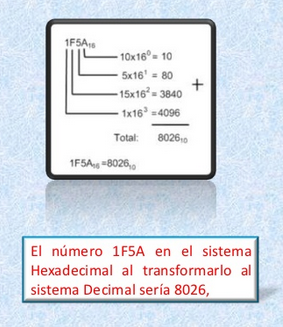 1F5A₁₆
10x16⁰ = 10
5x16¹ = 80
15x16² = 3840
+
1x16³ =4096
Total: 8026₁₀
1F5A₁₆ =8026₁₀
El número 1F5A en el sistema
Hexadecimal al transformarlo al
sistema Decimal sería 8026,